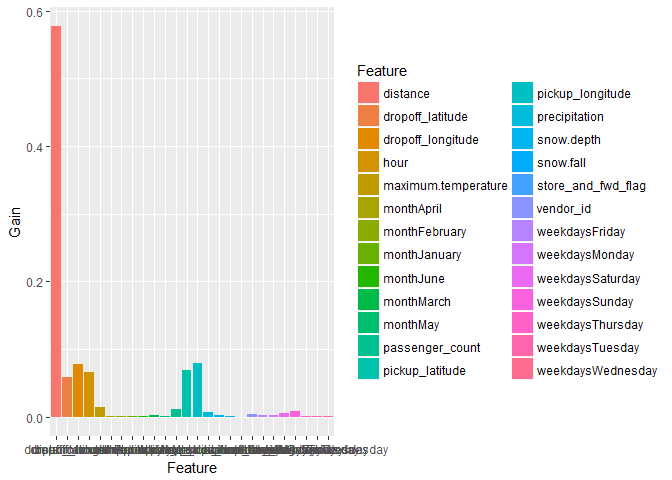 0.6
0.4
0.2
0.0
Gain
Feature
Feature
distance
dropoff_latitude
dropoff_longitude
hour
maximum.temperature
monthApril
monthFebruary
monthJanuary
monthJune
monthMarch
monthMay
passenger_count
pickup_latitude
pickup_longitude
precipitation
snow.depth
snow.fall
store_and_fwd_flag
vendor_id
weekdaysFriday
weekdaysMonday
weekdaysSaturday
weekdaysSunday
weekdaysThursday
weekdaysTuesday
weekdaysWednesday